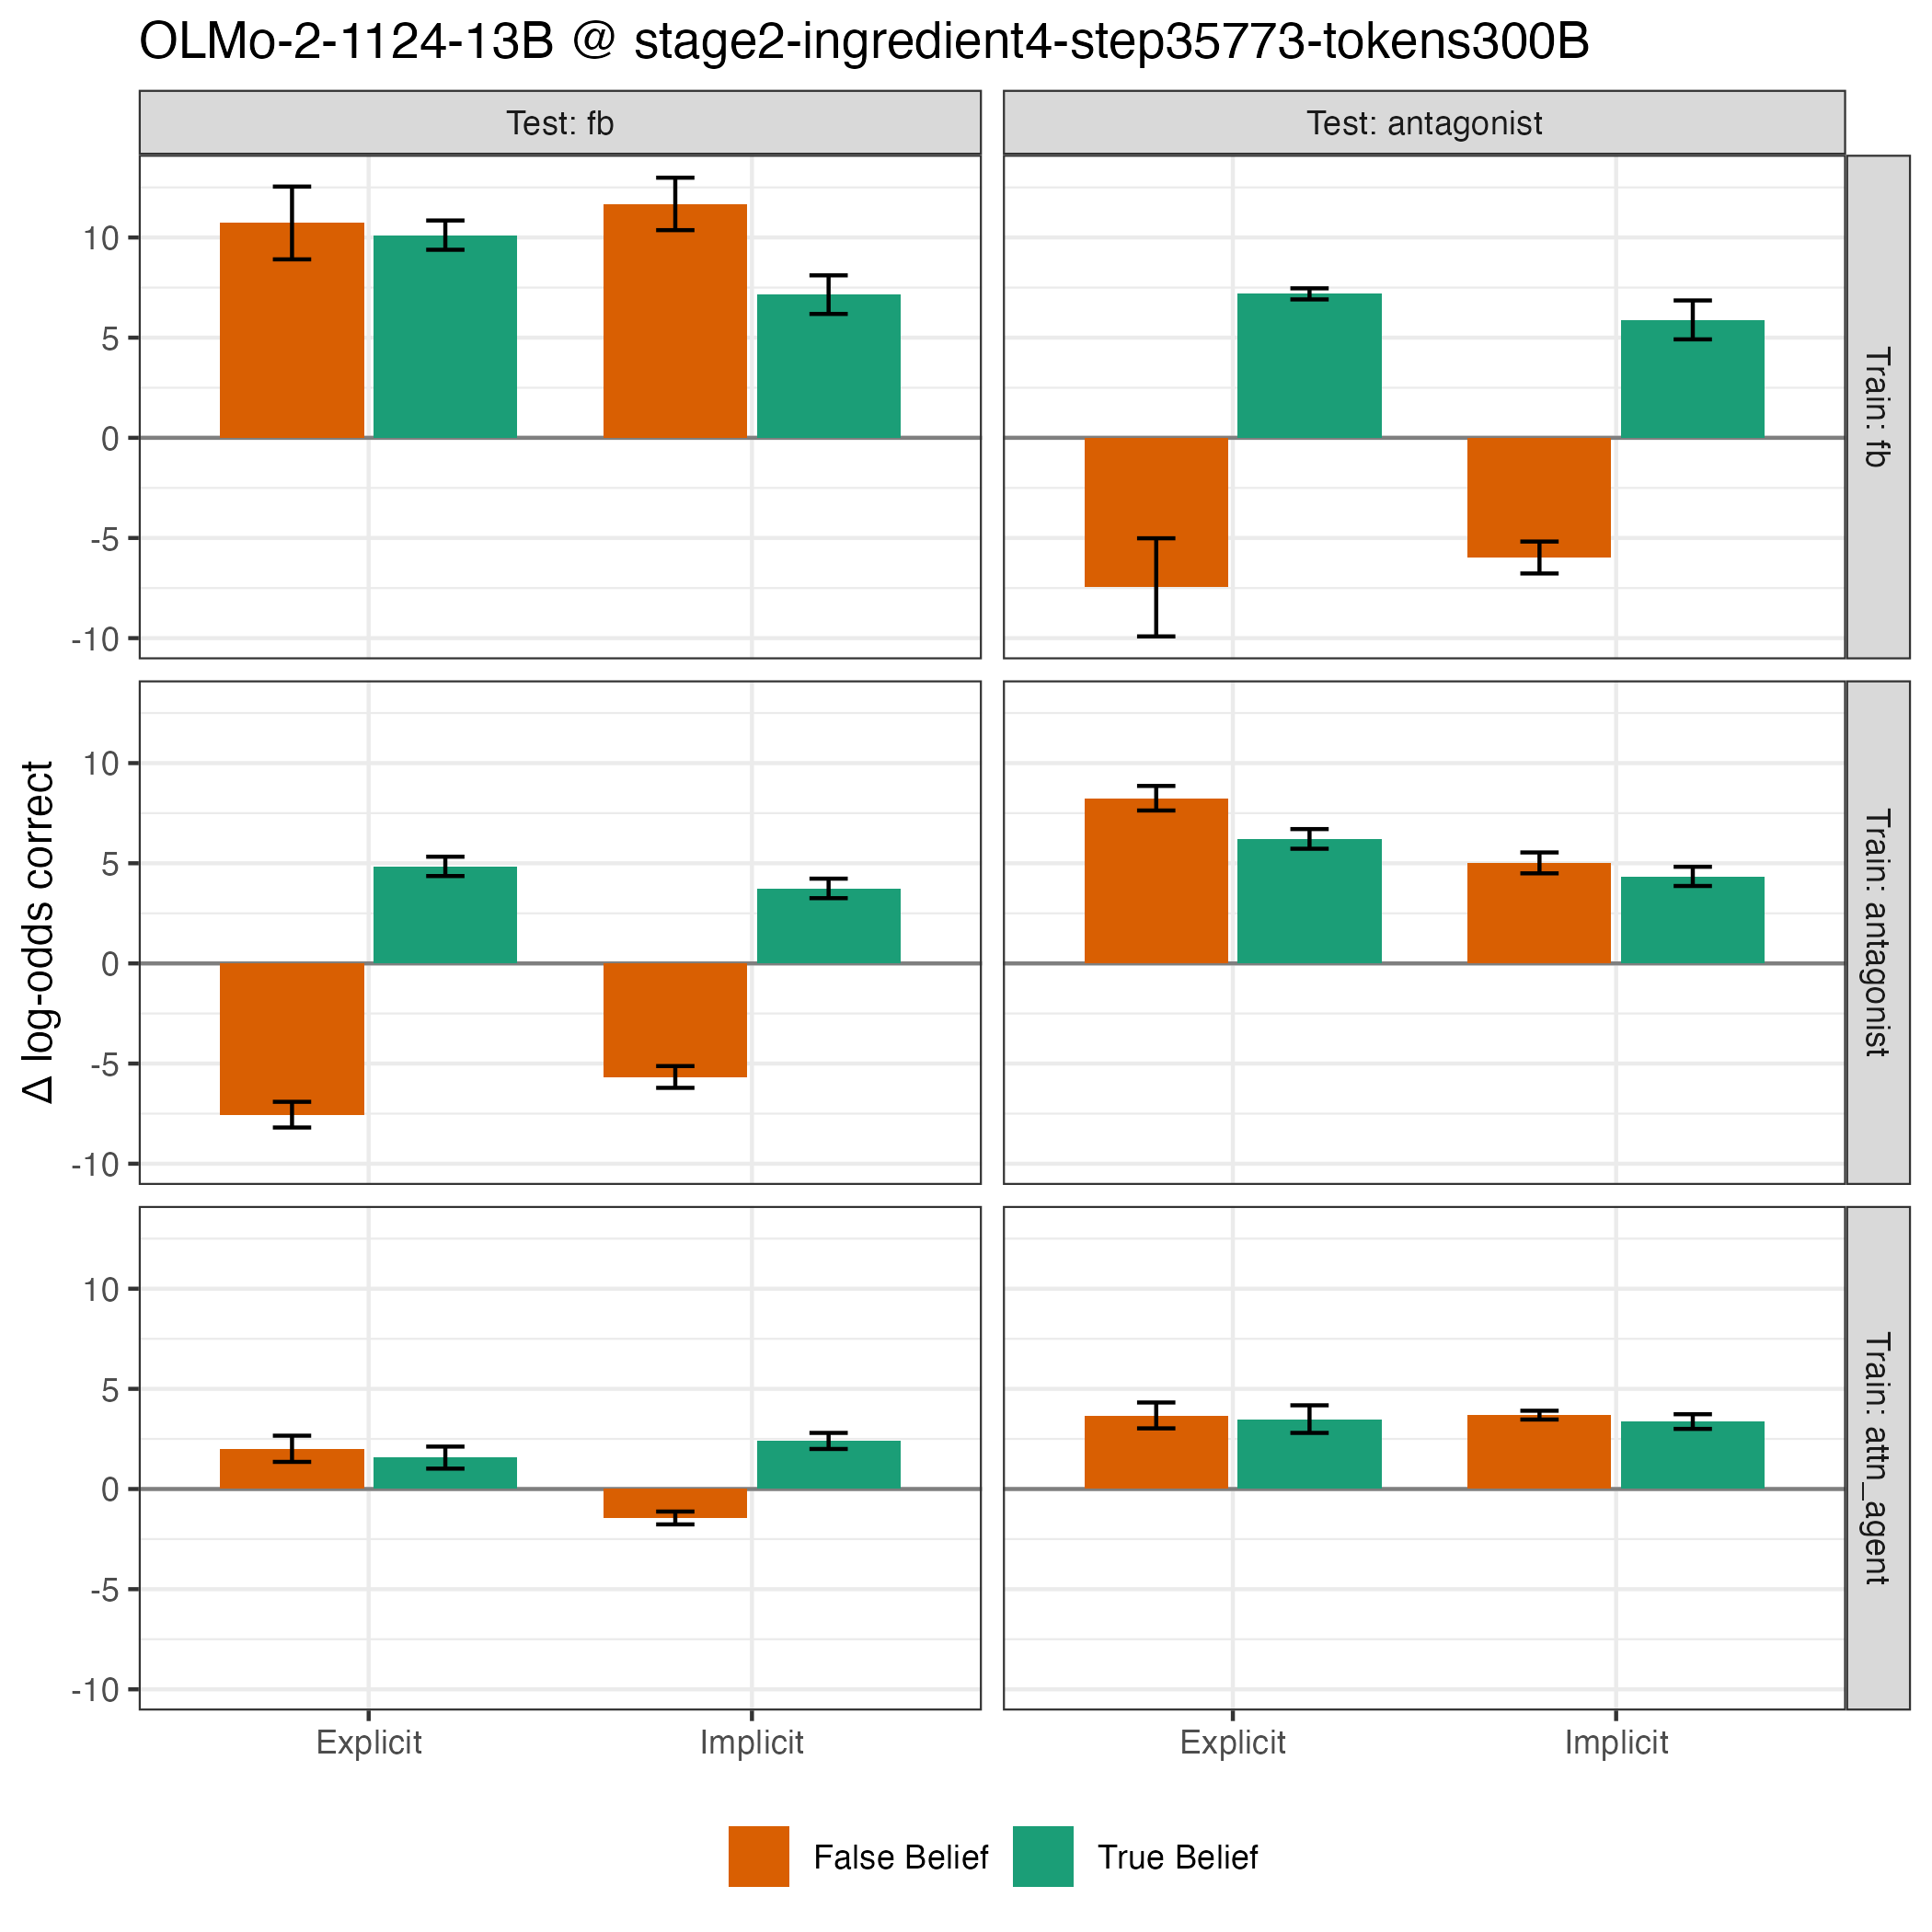 OLMo-2-1124-13B @ stage2-ingredient4-step35773-tokens300B
Test: fb
Test: antagonist
10
5
0
-5
-10
Train: fb
Δ log-odds correct
10
5
0
-5
-10
Train: antagonist
10
5
0
-5
-10
Train: attn_agent
Explicit
Implicit
Explicit
Implicit
False Belief
True Belief